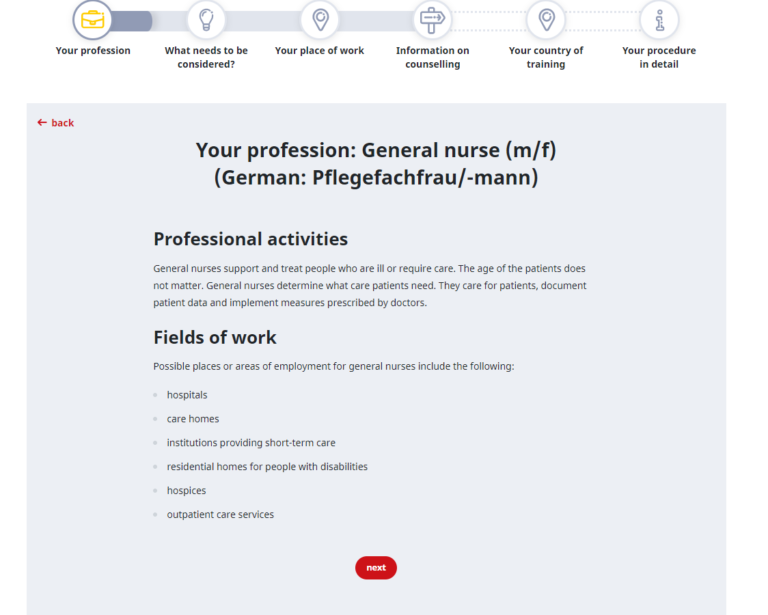 Your profession
What needs to be
considered?
Your place of work
Information on
counselling
Your country of
training
Your procedure
in detail
← back
Your profession: General nurse (m/f)
(German: Pflegefachfrau/-mann)
Professional activities
General nurses support and treat people who are ill or require care. The age of the patients does
not matter. General nurses determine what care patients need. They care for patients, document
patient data and implement measures prescribed by doctors.
Fields of work
Possible places or areas of employment for general nurses include the following:
hospitals
care homes
institutions providing short-term care
residential homes for people with disabilities
hospices
outpatient care services
next